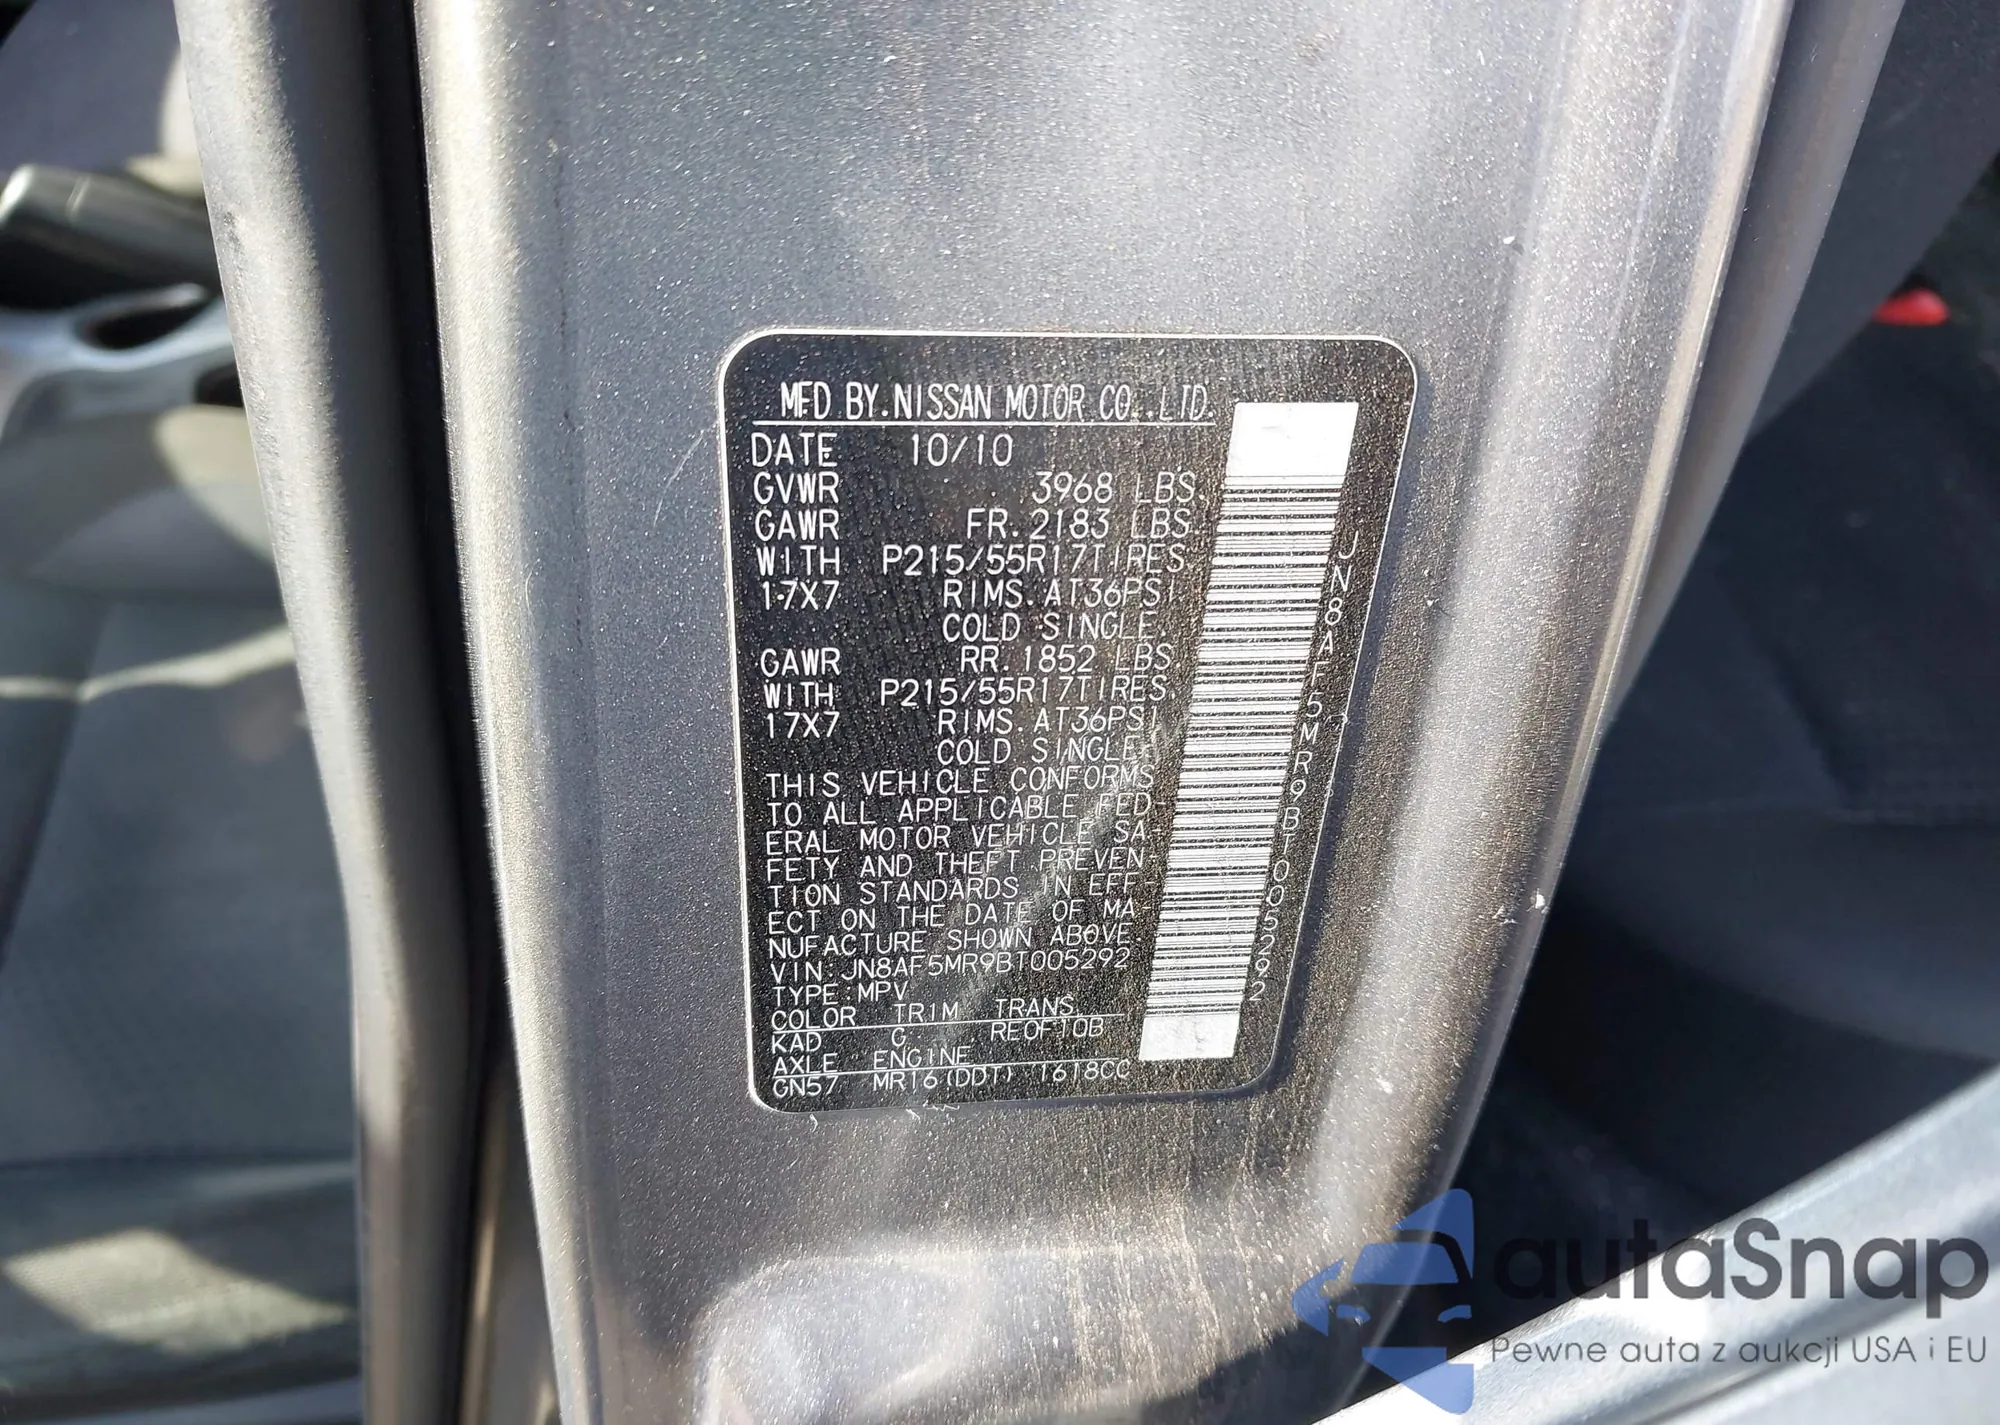 MFD BY.NISSAN MOTOR CO.,LTD.
DATE 10/10
GVWR 3968 LBS.
GAWR FR.2183 LBS.
WITH P215/55R17TIRES
17X7 RIMS.AT36PSI
COLD SINGLE.
GAWR RR.1852 LBS.
WITH P215/55R17TIRES
17X7 RIMS.AT36PSI
COLD SINGLE.
THIS VEHICLE CONFORMS
TO ALL APPLICABLE FED-
ERAL MOTOR VEHICLE SA-
FETY AND THEFT PREVEN-
TION STANDARDS IN EFF-
ECT ON THE DATE OF MA-
NUFACTURE SHOWN ABOVE.
VIN:JN8AF5MR9BT005292
TYPE:MPV
COLOR TRIM TRANS.
KAD G REOF10B
AXLE ENGINE
GN57 MR16(DDT) 1618CC
JN8AF5MR9BT005292
autaSnap
Pewne auta z aukcji USA i EU